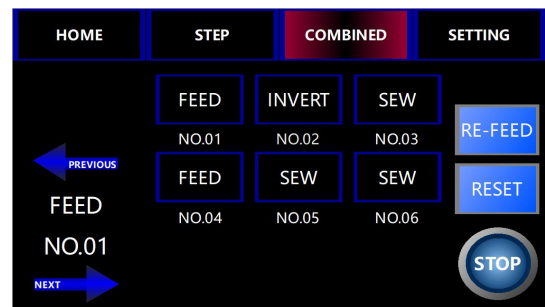 HOME STEP COMBINED SETTING
FEED INVERT SEW
NO.01 NO.02 NO.03
RE-FEED
PREVIOUS
FEED SEW SEW
RESET
FEED
NO.04 NO.05 NO.06
NO.01
STOP
NEXT